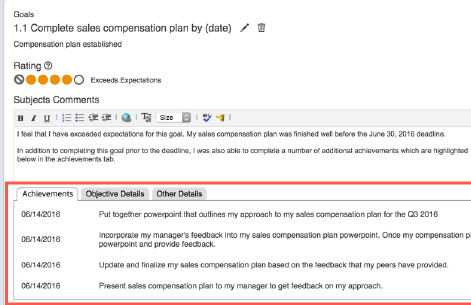 Goals
1.1 Complete sales compensation plan by (date)
Compensation plan established
Rating
Exceeds Expectations
Subjects Comments
B I U Size
I feel that I have exceeded expectations for this goal. My sales compensation plan was finished well before the June 30, 2016 deadline.
In addition to completing this goal prior to the deadline, I was also able to complete a number of additional achievements which are highlighted
below in the achievements tab.
Achievements Objective Details Other Details
06/14/2016 Put together powerpoint that outlines my approach to my sales compensation plan for the Q3 2016
06/14/2016 Incorporate my manager's feedback into my sales compensation plan powerpoint. Once my compensation
powerpoint and provide feedback.
06/14/2016 Update and finalize my sales compensation plan based on the feedback that my peers have provided.
06/14/2016 Present sales compensation plan to my manager to get feedback on my approach.